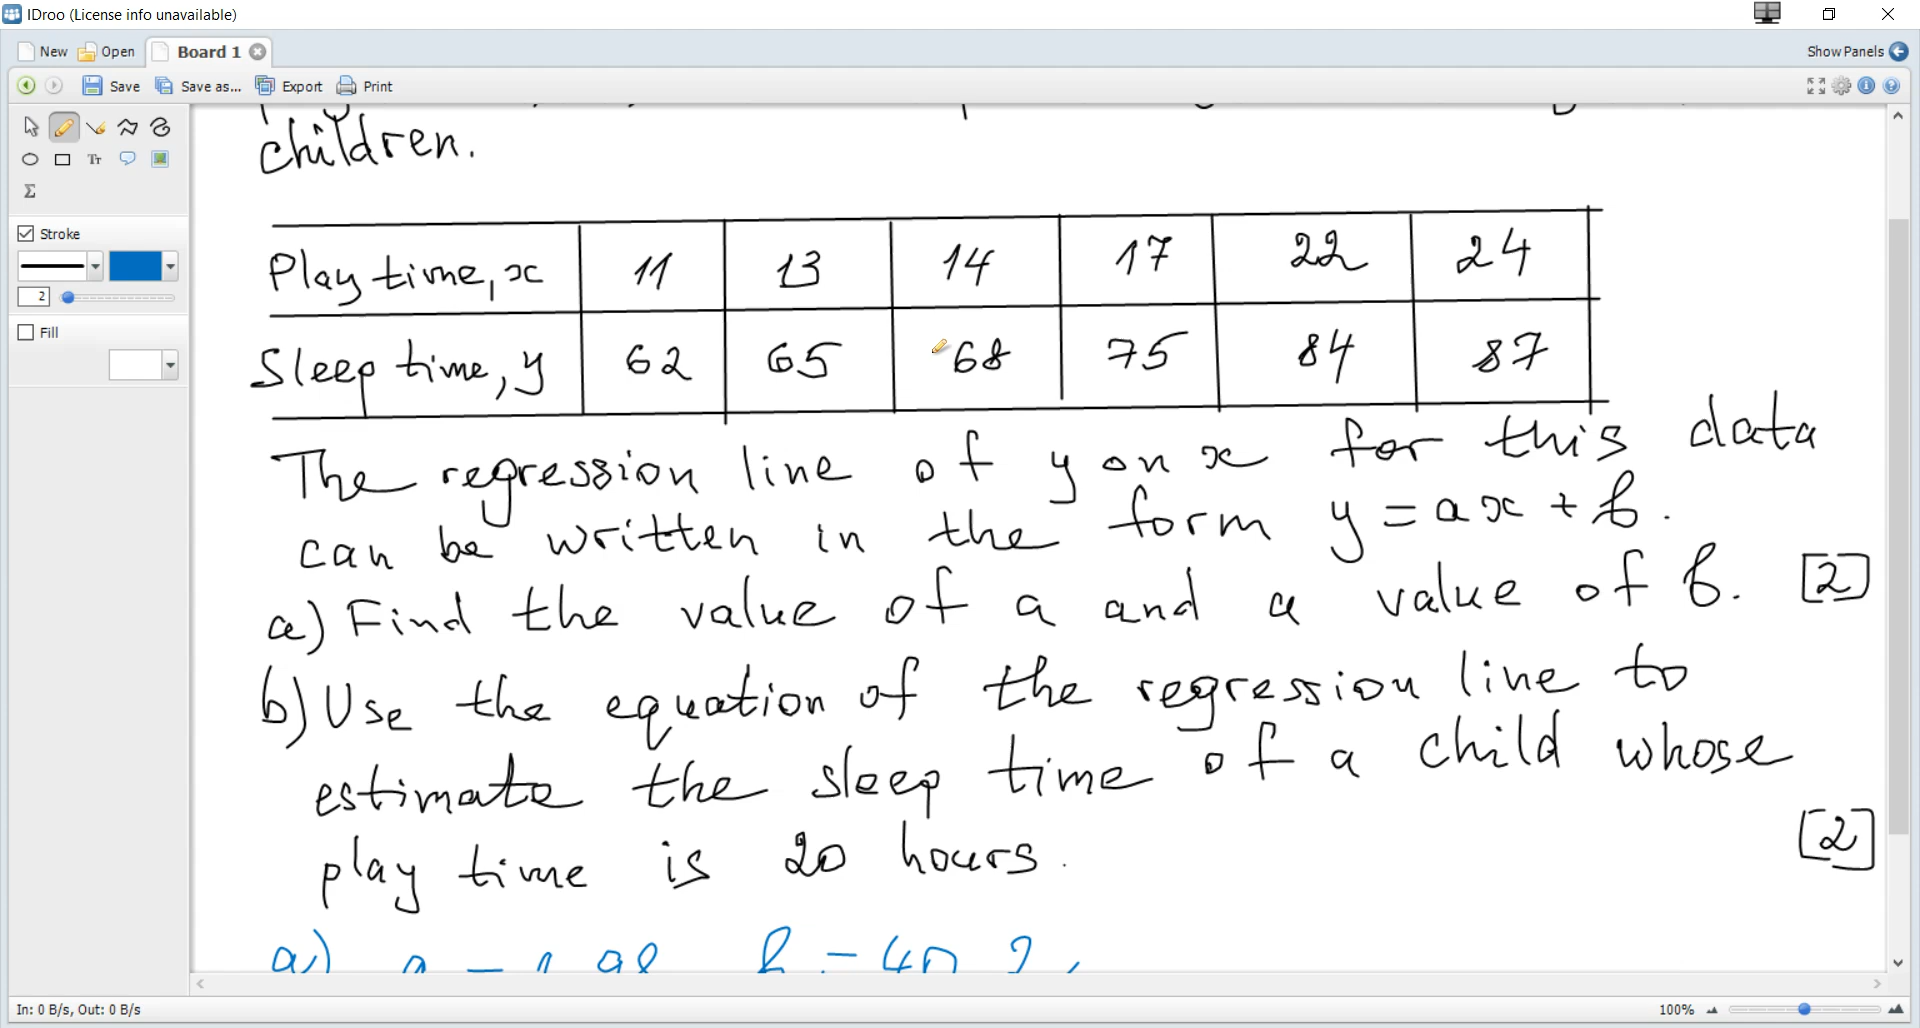 IDroo (License info unavailable)
New Open Board 1 Show Panels
Save Save as... Export Print
Tt
Σ
Stroke
2
Fill
children.
Play time, x 11 13 14 17 22 24
Sleep time, y 62 65 68 75 84 87
The regression line of y on x for this data
can be written in the form y = ax + b.
a) Find the value of a and a value of b. [2]
b) Use the equation of the regression line to
estimate the sleep time of a child whose
play time is 20 hours. [2]
a)
In: 0 B/s, Out: 0 B/s 100%